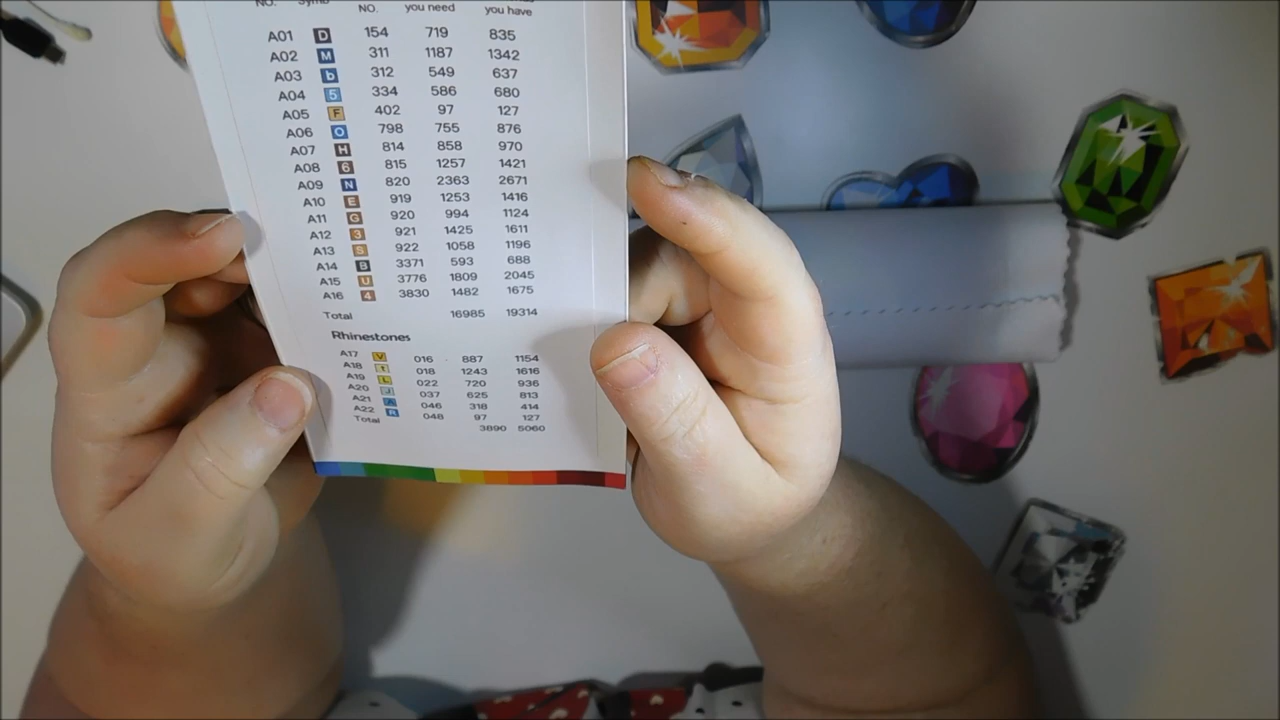 NO. Symb NO. you need you have
A01 D 154 719 835
A02 M 311 1187 1342
A03 b 312 549 637
A04 5 334 586 680
A05 F 402 97 127
A06 O 798 755 876
A07 H 814 858 970
A08 6 815 1257 1421
A09 N 820 2363 2671
A10 E 919 1253 1416
A11 G 920 994 1124
A12 3 921 1425 1611
A13 S 922 1058 1196
A14 B 3371 593 688
A15 U 3776 1809 2045
A16 4 3830 1482 1675
Total 16985 19314
Rhinestones
A17 V 016 887 1154
A18 t 018 1243 1616
A19 L 022 720 936
A20 J 037 625 813
A21 A 046 318 414
A22 R 048 97 127
Total 3890 5060